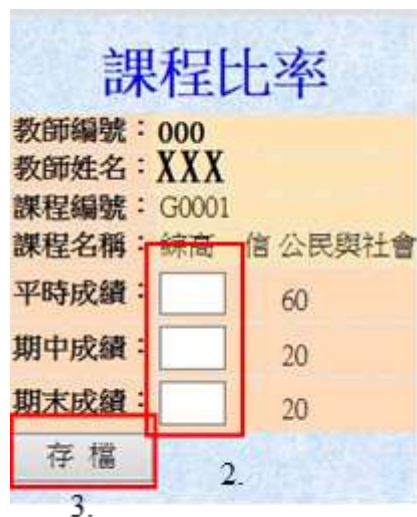 課程比率
教師編號：000
教師姓名：XXX
課程編號：G0001
課程名稱：綜高 信 公民與社會
平時成績： 60
期中成績： 20
期末成績： 20
存 檔
2.
3.